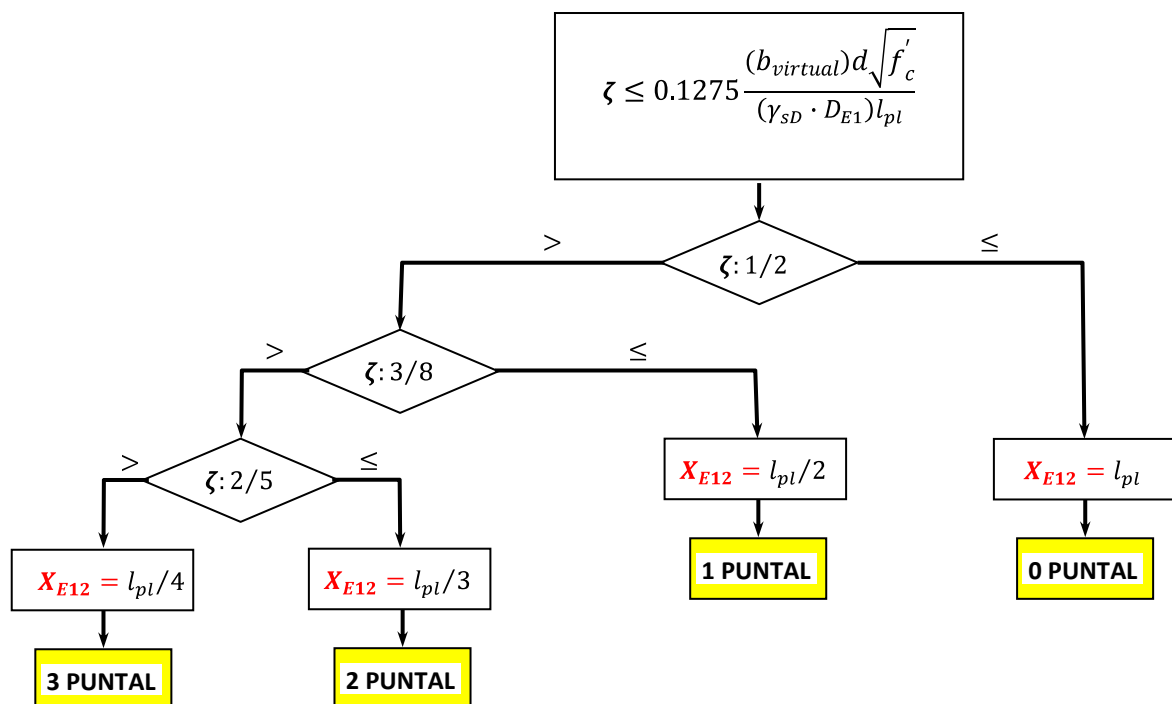 ζ ≤ 0.1275 (b_virtual) d √f'_c / (γ_sD · D_E1) l_pl
> ≤
ζ: 1/2
> ≤
ζ: 3/8
> ≤
ζ: 2/5
X_E12 = l_pl/2
X_E12 = l_pl
1 PUNTAL
0 PUNTAL
X_E12 = l_pl/4
X_E12 = l_pl/3
3 PUNTAL
2 PUNTAL